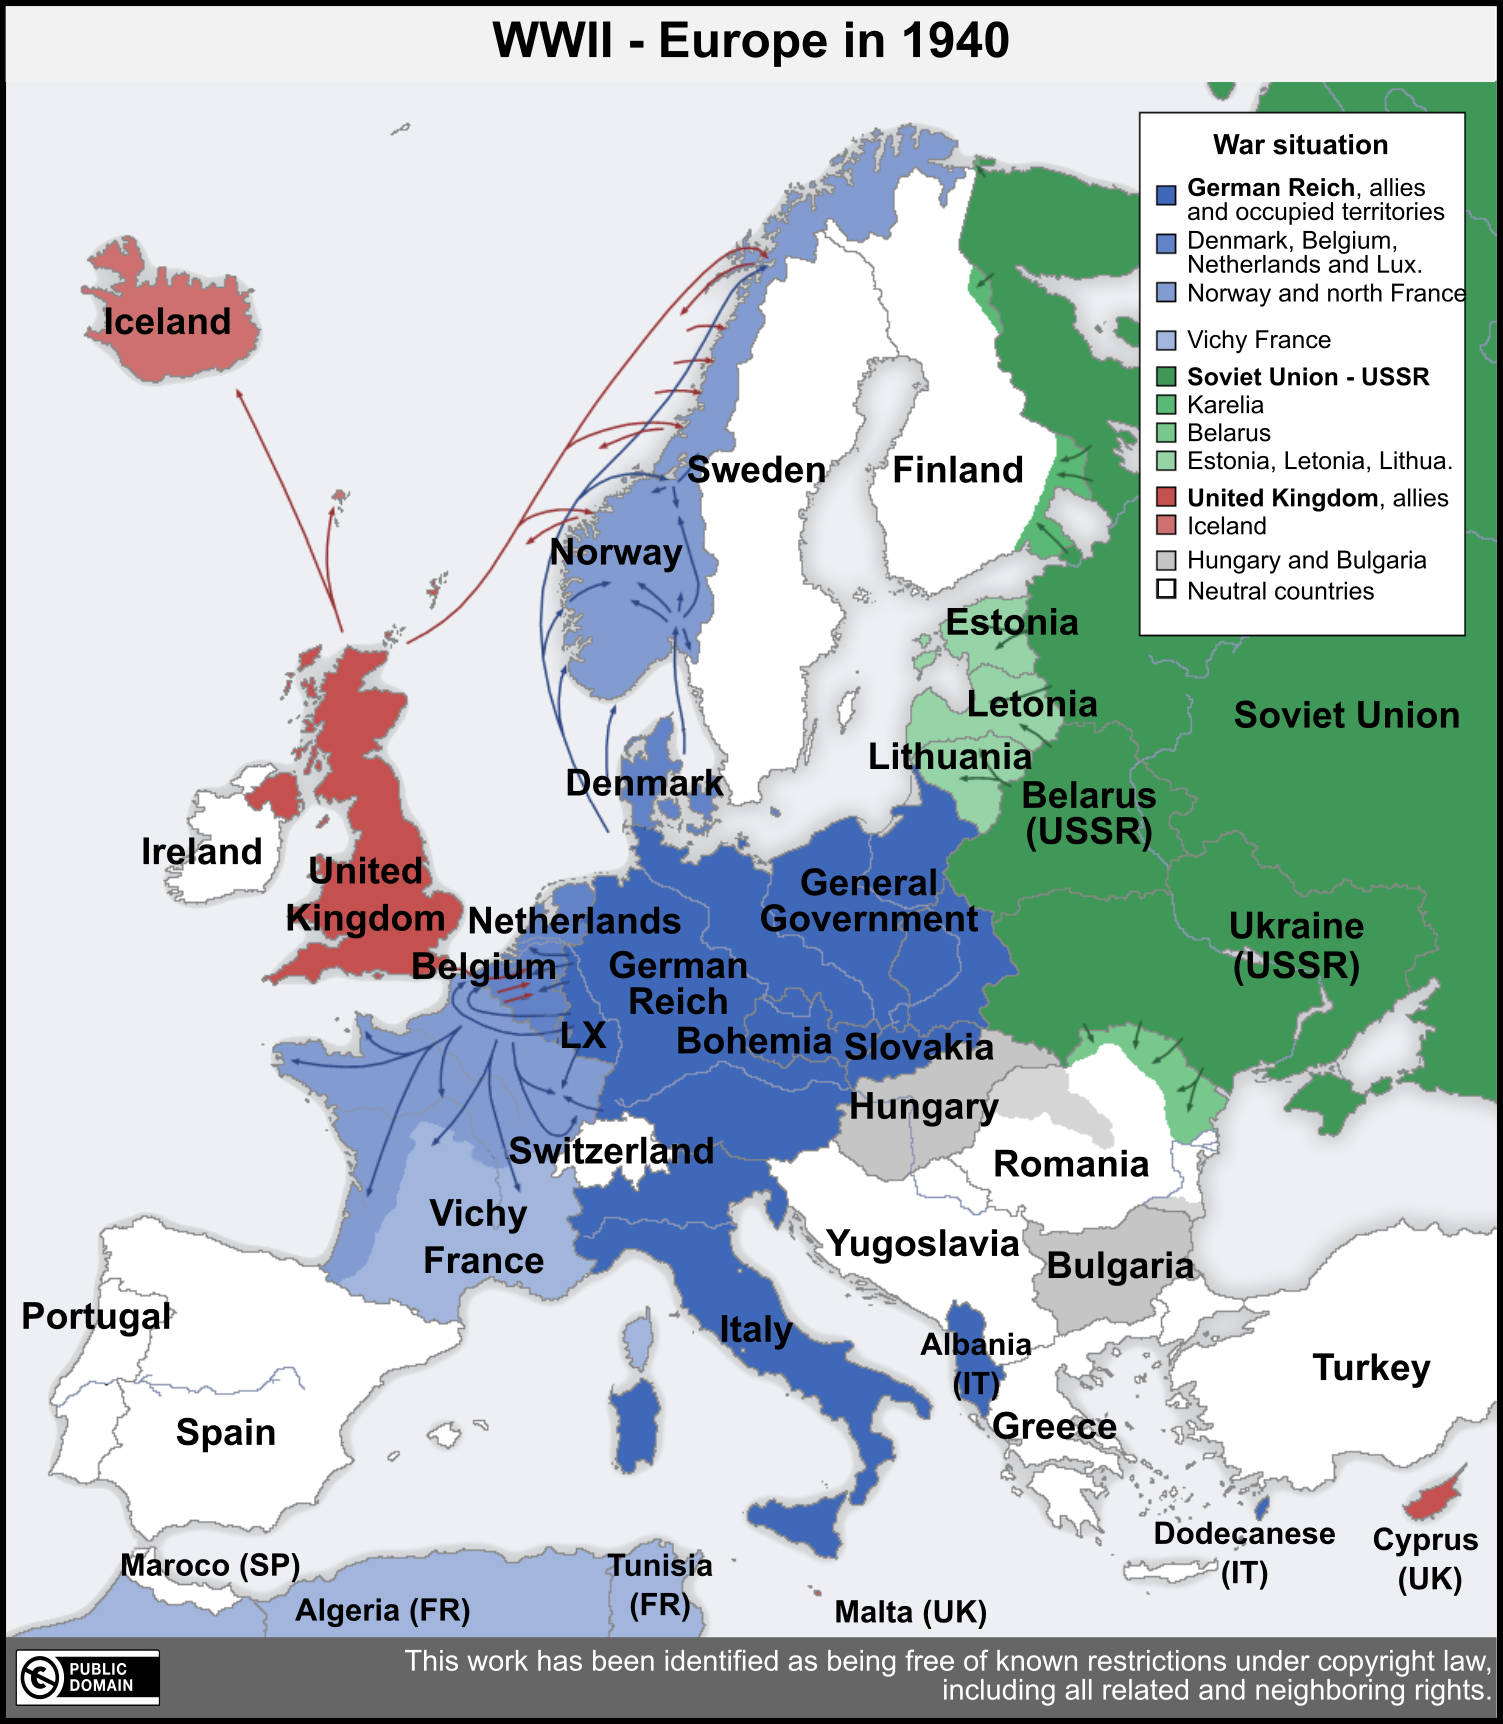 WWII - Europe in 1940
War situation
German Reich, allies
and occupied territories
Denmark, Belgium,
Netherlands and Lux.
Norway and north France
Vichy France
Soviet Union - USSR
Karelia
Belarus
Estonia, Letonia, Lithua.
United Kingdom, allies
Iceland
Hungary and Bulgaria
Neutral countries
Iceland
Sweden
Finland
Norway
Estonia
Letonia
Soviet Union
Lithuania
Denmark
Belarus
(USSR)
Ireland
United
Kingdom
General
Government
Netherlands
Belgium
German
Reich
Ukraine
(USSR)
LX
Bohemia
Slovakia
Hungary
Switzerland
Romania
Vichy
France
Yugoslavia
Bulgaria
Portugal
Italy
Albania
(IT)
Turkey
Spain
Greece
Dodecanese
(IT)
Cyprus
(UK)
Maroco (SP)
Tunisia
(FR)
Algeria (FR)
Malta (UK)
PUBLIC
DOMAIN
This work has been identified as being free of known restrictions under copyright law,
including all related and neighboring rights.